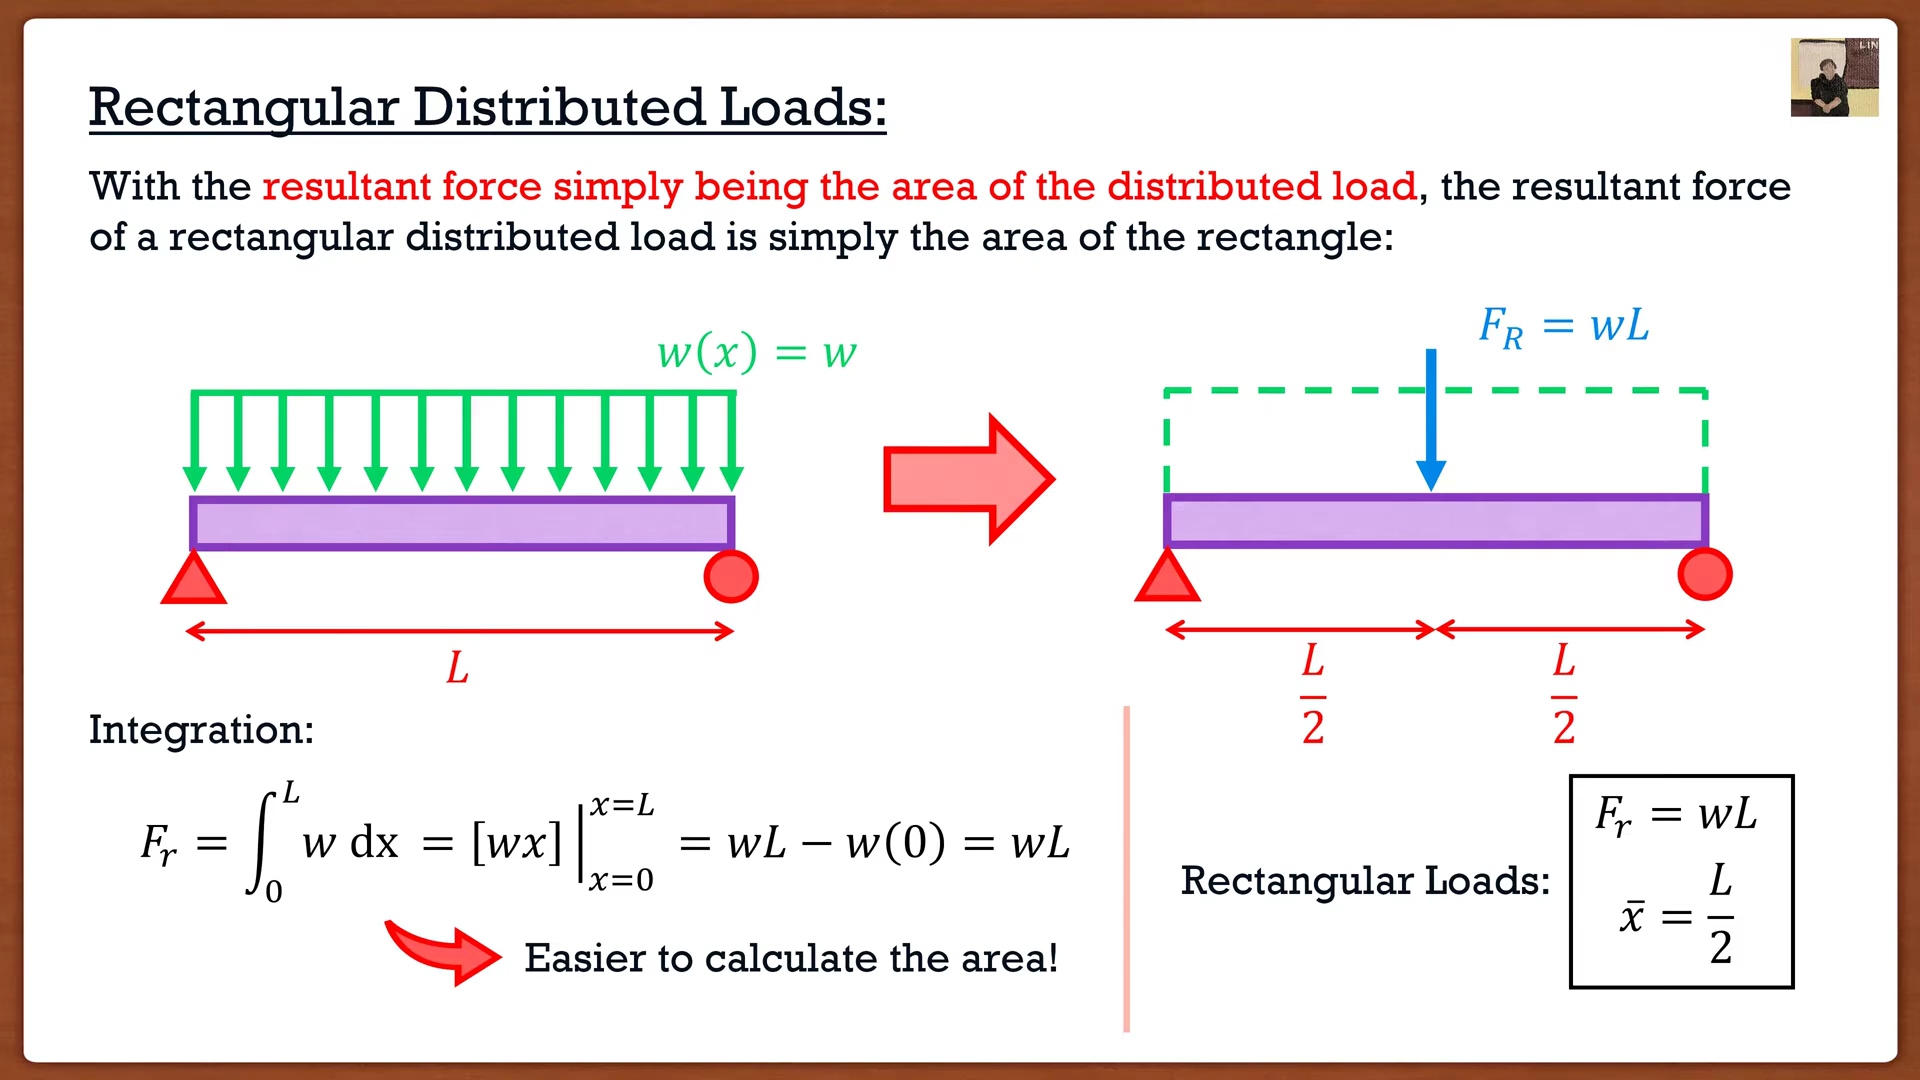 LIN
Rectangular Distributed Loads:
With the resultant force simply being the area of the distributed load, the resultant force
of a rectangular distributed load is simply the area of the rectangle:
w(x) = w
F_R = wL
L
L/2
L/2
Integration:
F_r = ∫_0^L w dx = [wx] |_{x=0}^{x=L} = wL − w(0) = wL
Easier to calculate the area!
Rectangular Loads:
F_r = wL
x̄ = L/2